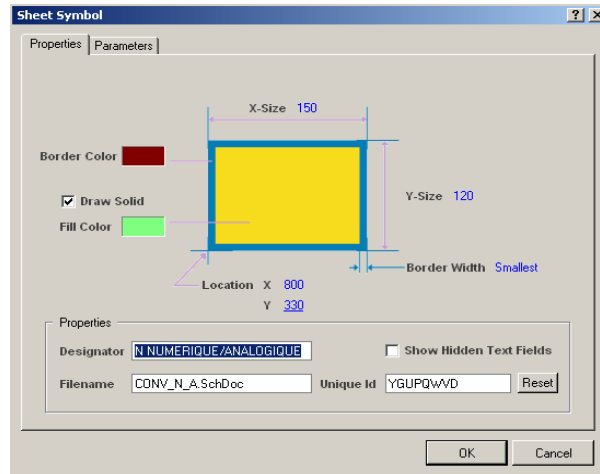 Sheet Symbol
Properties Parameters
X-Size 150
Border Color
Draw Solid
Y-Size 120
Fill Color
Border Width Smallest
Location X 800
Y 330
Properties
Designator N NUMERIQUE/ANALOGIQUE Show Hidden Text Fields
Filename CONV_N_A.SchDoc Unique Id YGUPQWVD Reset
OK Cancel